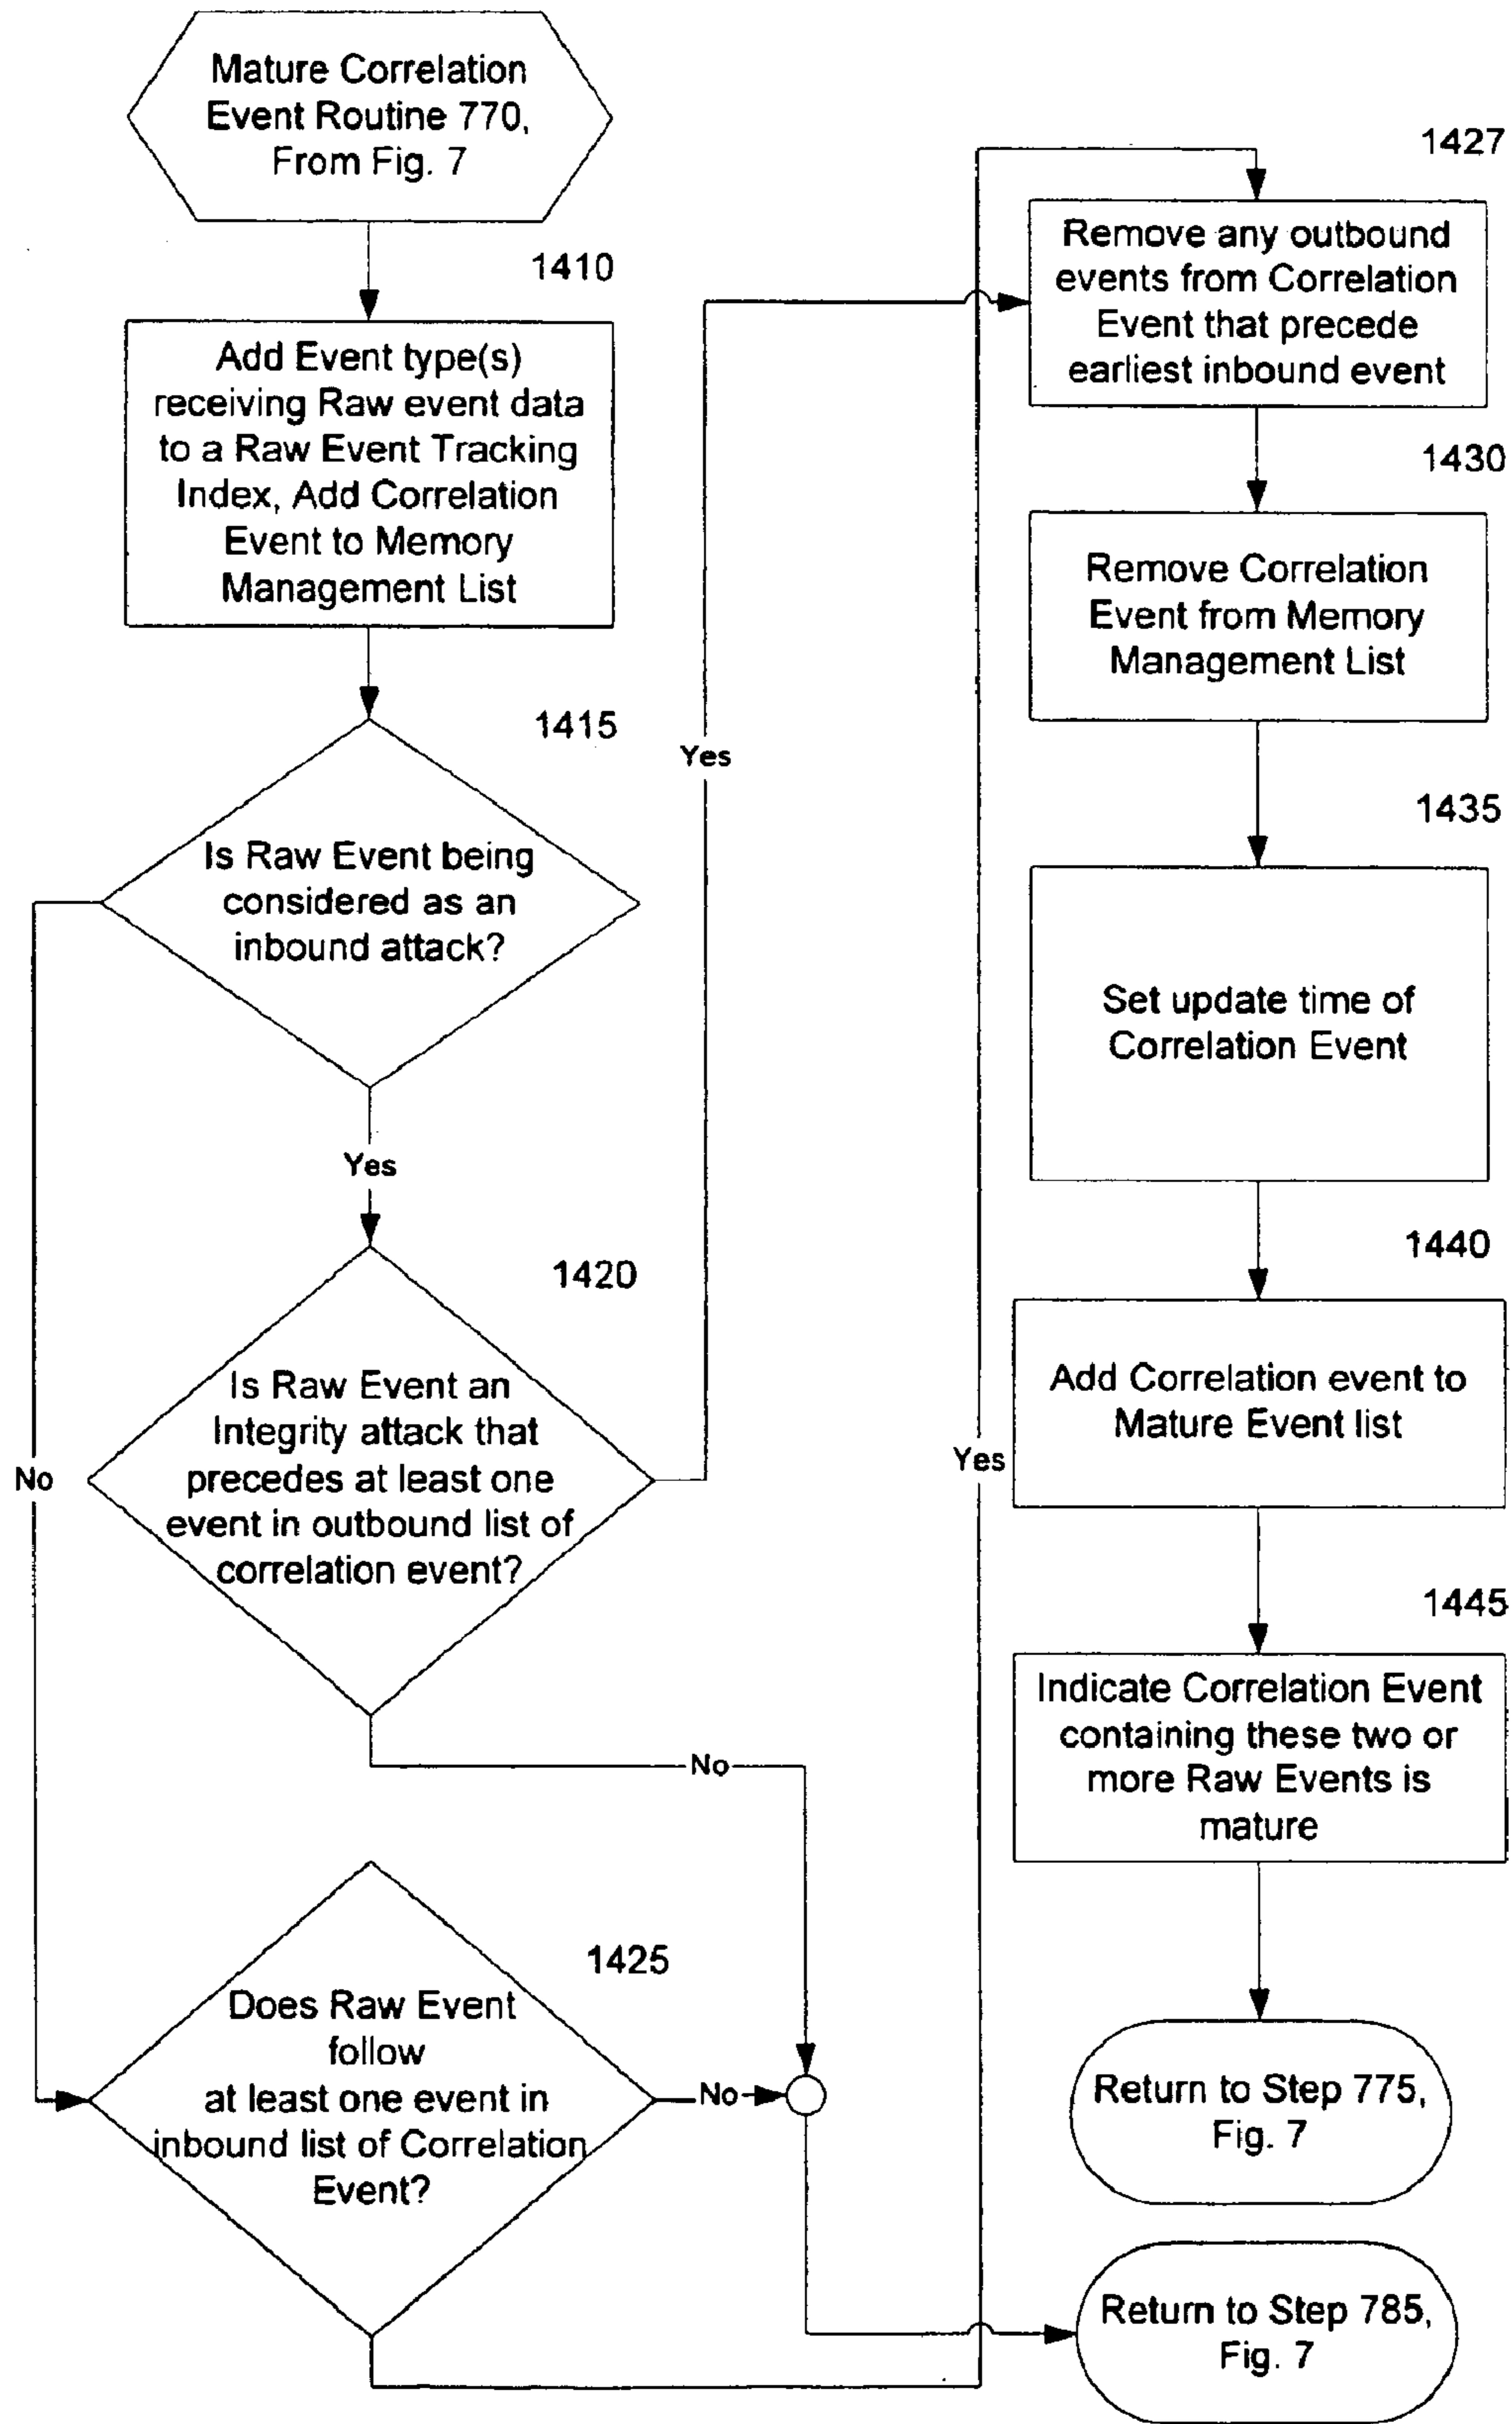 Mature Correlation
Event Routine 770,
From Fig. 7
1410
Add Event type(s)
receiving Raw event data
to a Raw Event Tracking
Index, Add Correlation
Event to Memory
Management List
1415
Is Raw Event being
considered as an
inbound attack?
Yes
No
1420
Is Raw Event an
Integrity attack that
precedes at least one
event in outbound list of
correlation event?
Yes
No
1425
Does Raw Event
follow
at least one event in
inbound list of Correlation
Event?
No
Yes
1427
Remove any outbound
events from Correlation
Event that precede
earliest inbound event
1430
Remove Correlation
Event from Memory
Management List
1435
Set update time of
Correlation Event
1440
Add Correlation event to
Mature Event list
1445
Indicate Correlation Event
containing these two or
more Raw Events is
mature
Return to Step 775,
Fig. 7
Return to Step 785,
Fig. 7